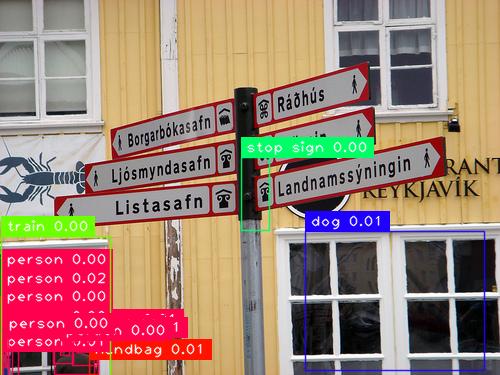 Borgarbókasafn
Ljósmyndasafn
Listasafn
Ráðhús
Landnamssýningin
RANT
REYKJAVÍK
stop sign 0.00
train 0.00
dog 0.01
person 0.00
person 0.02
person 0.00
person 0.00
handbag 0.01